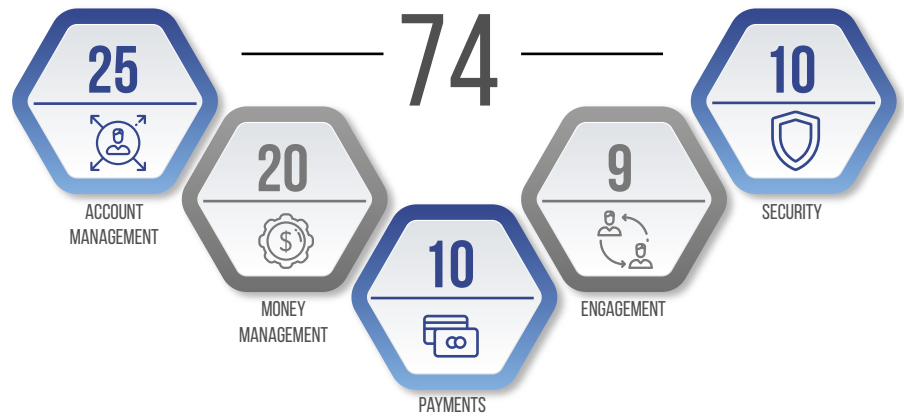 74
25
ACCOUNT
MANAGEMENT
20
MONEY
MANAGEMENT
10
PAYMENTS
9
ENGAGEMENT
10
SECURITY
$